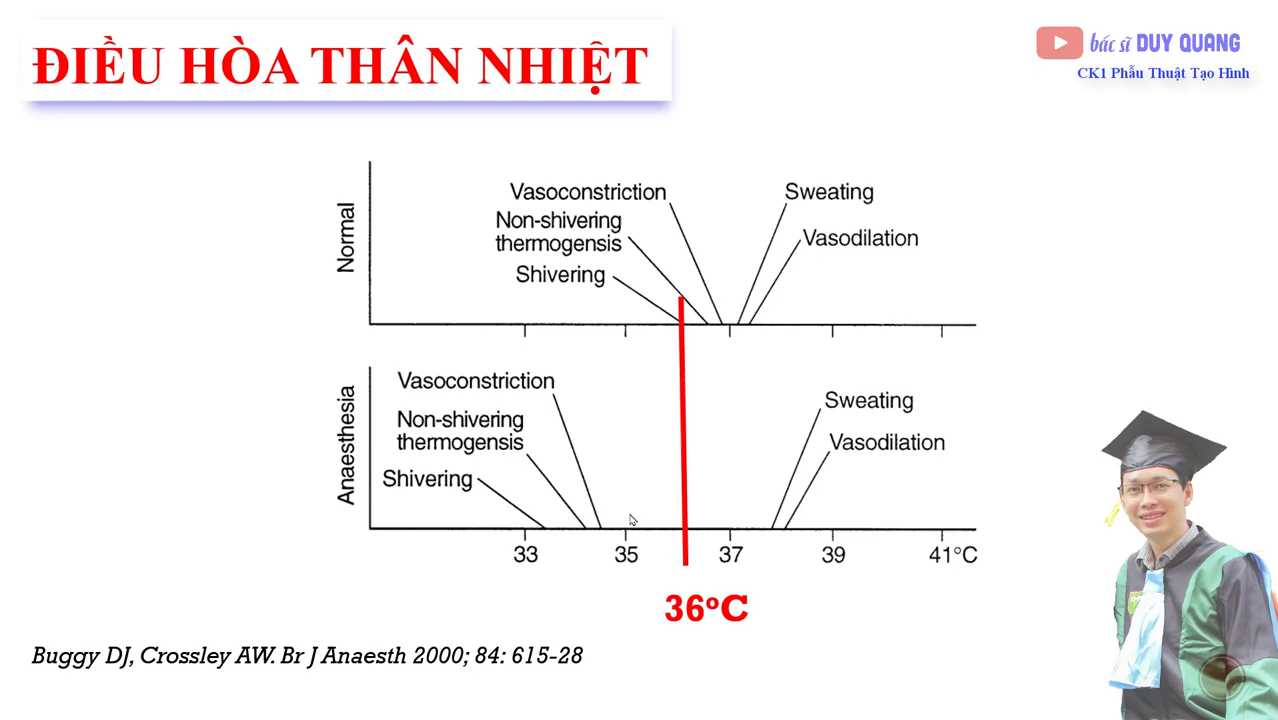 ĐIỀU HÒA THÂN NHIỆT
bác sĩ DUY QUANG
CK1 Phẫu Thuật Tạo Hình
Normal
Vasoconstriction
Non-shivering
thermogensis
Shivering
Sweating
Vasodilation
Anaesthesia
Vasoconstriction
Non-shivering
thermogensis
Shivering
Sweating
Vasodilation
33 35 37 39 41°C
36ºC
Buggy DJ, Crossley AW. Br J Anaesth 2000; 84: 615-28